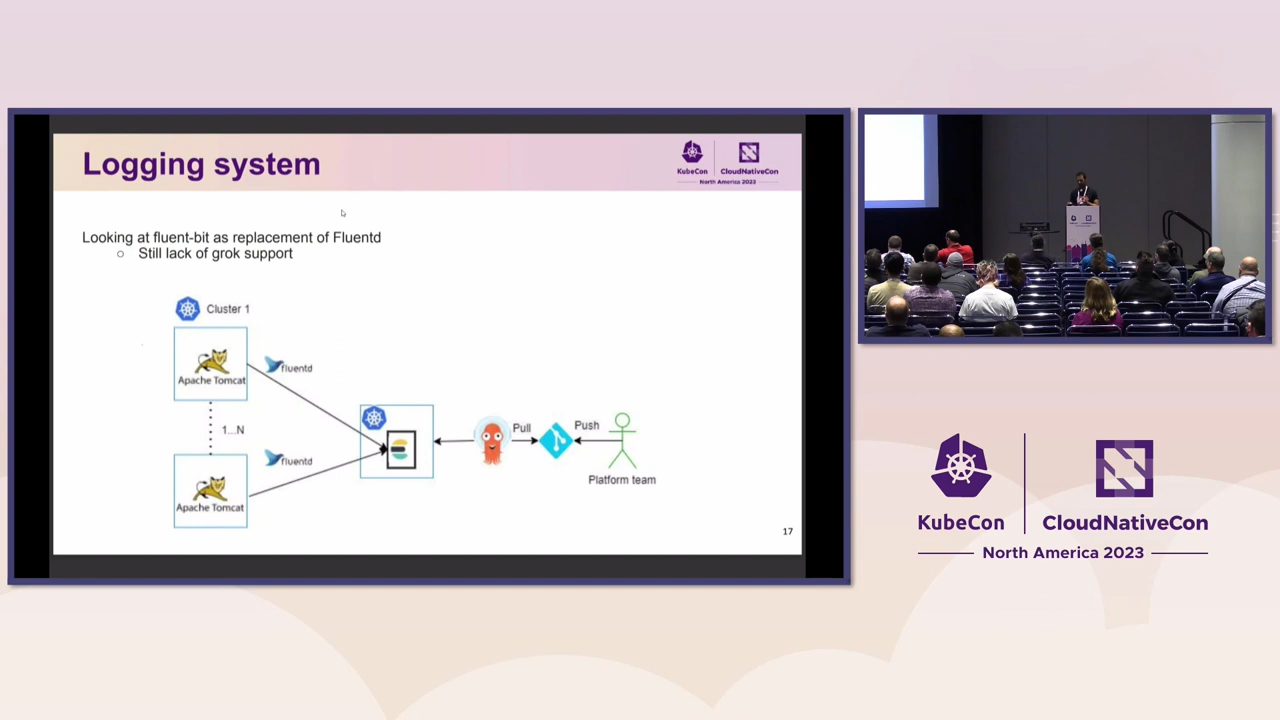 Logging system
KubeCon
CloudNativeCon
North America 2023
Looking at fluent-bit as replacement of Fluentd
○ Still lack of grok support
Cluster 1
Apache Tomcat
fluentd
1...N
fluentd
Apache Tomcat
Pull
Push
Platform team
17
KubeCon
CloudNativeCon
North America 2023